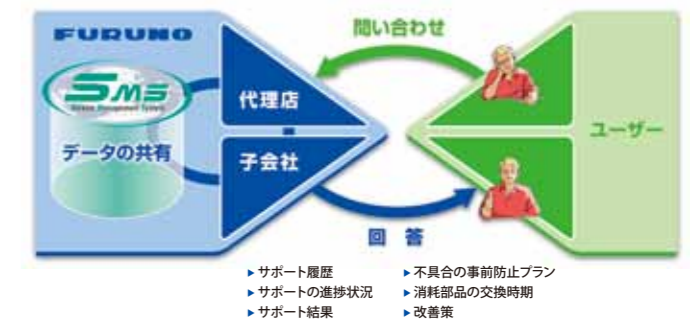 FURUNO
問い合わせ
SMS
代理店
データの共有
子会社
ユーザー
回答
▶サポート履歴
▶サポートの進捗状況
▶サポート結果
▶不具合の事前防止プラン
▶消耗部品の交換時期
▶改善策